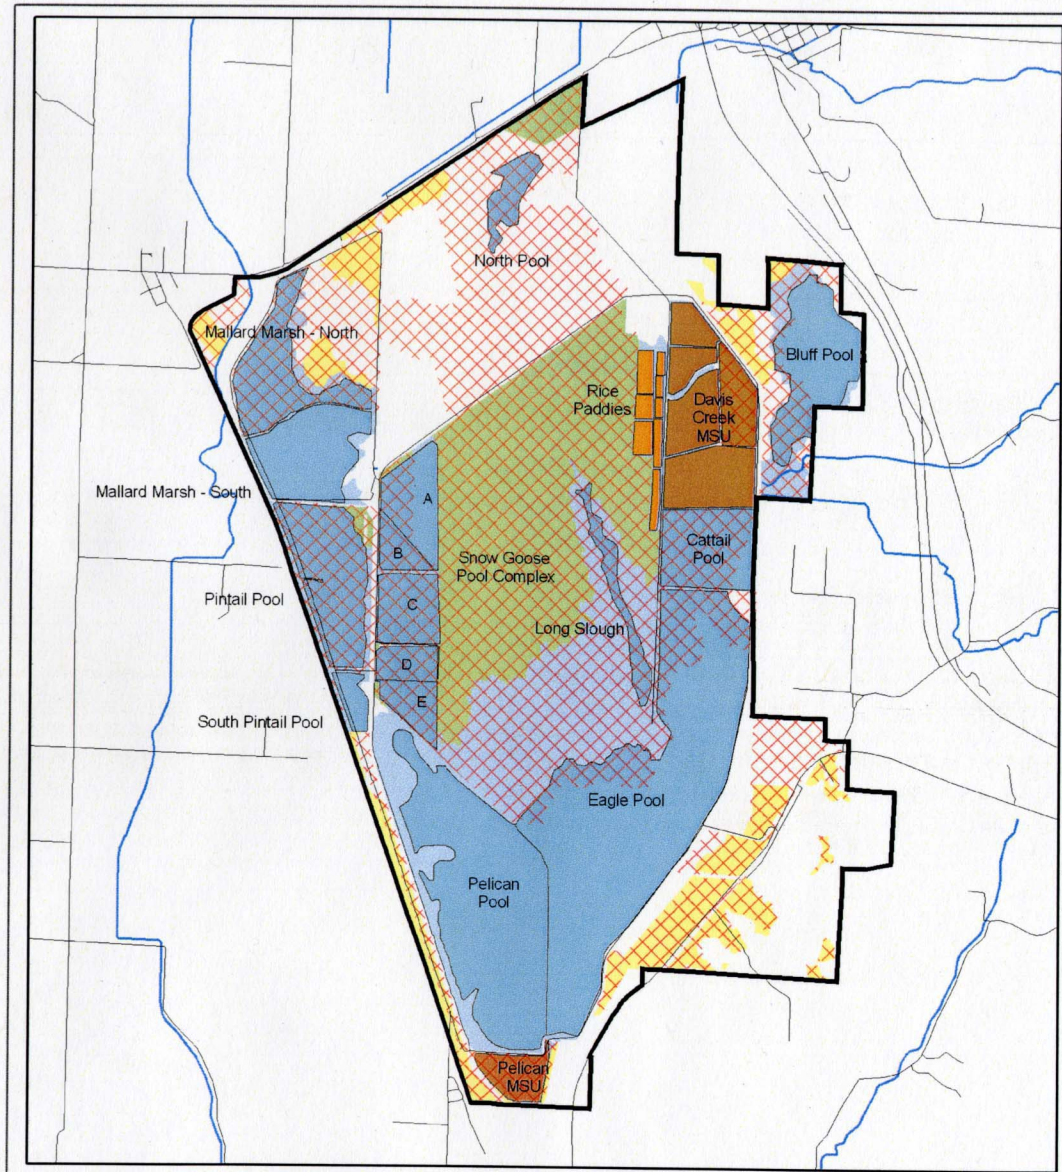 North Pool
Mallard Marsh - North
Bluff Pool
Rice
Paddies
Davis
Creek
MSU
Mallard Marsh - South
A
B
Snow Goose
Pool Complex
Cattail
Pool
Pintail Pool
C
Long Slough
D
E
South Pintail Pool
Eagle Pool
Pelican
Pool
Pelican
MSU